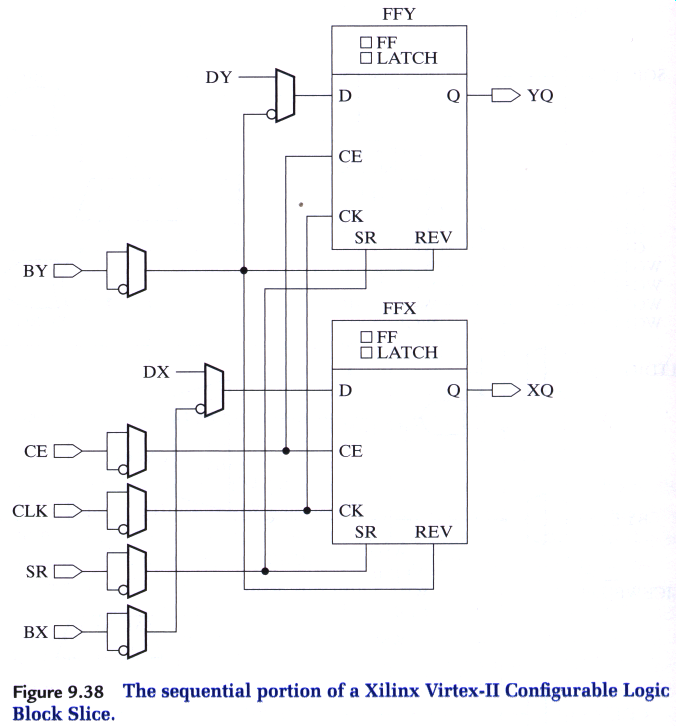 FFY
FF
LATCH
DY
D
Q
YQ
CE
CK
SR
REV
BY
FFX
FF
LATCH
DX
D
Q
XQ
CE
CE
CLK
CK
SR
REV
SR
BX
Figure 9.38 The sequential portion of a Xilinx Virtex-II Configurable Logic
Block Slice.